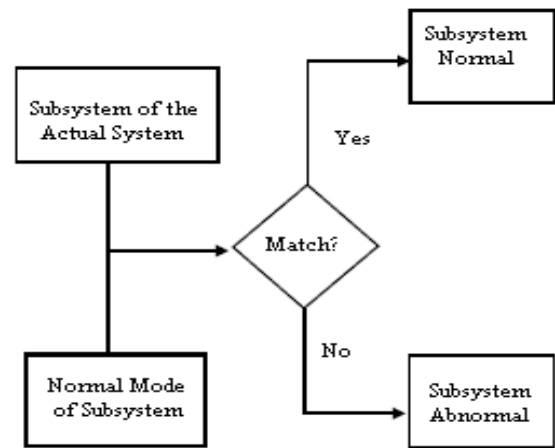 Subsystem
Normal
Subsystem of the
Actual System
Yes
Match?
No
Normal Mode
of Subsystem
Subsystem
Abnormal